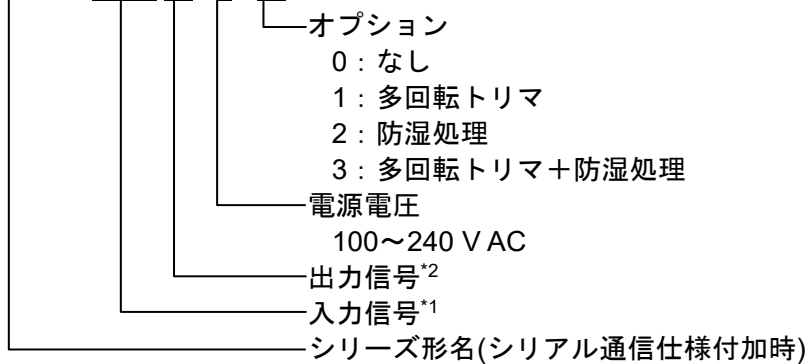 オプション
0：なし
1：多回転トリマ
2：防湿処理
3：多回転トリマ＋防湿処理
電源電圧
100～240 V AC
出力信号*2
入力信号*1
シリーズ形名(シリアル通信仕様付加時)